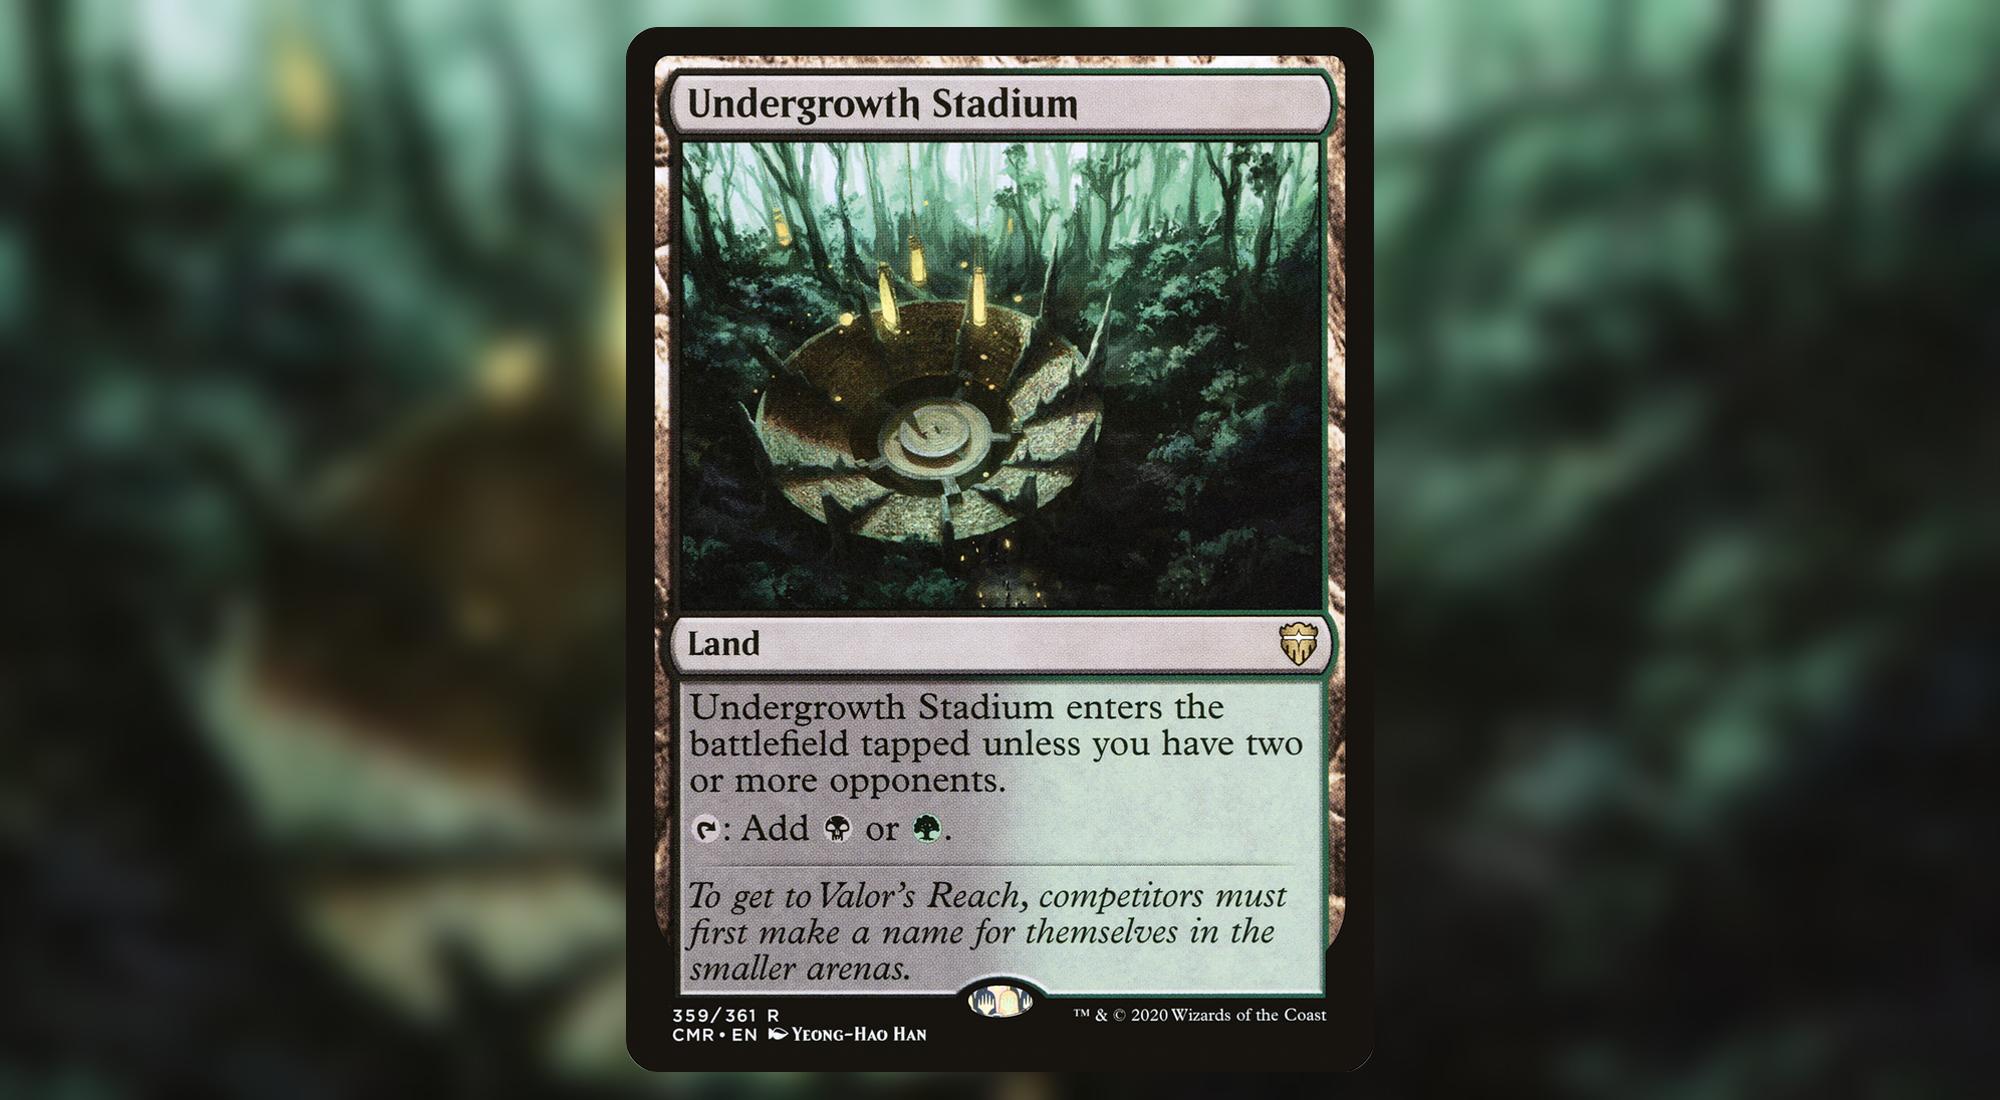 Undergrowth Stadium
Land
Undergrowth Stadium enters the
battlefield tapped unless you have two
or more opponents.
: Add or .
To get to Valor's Reach, competitors must
first make a name for themselves in the
smaller arenas.
359/361 R
CMR • EN Yeong-Hao Han
™ & © 2020 Wizards of the Coast